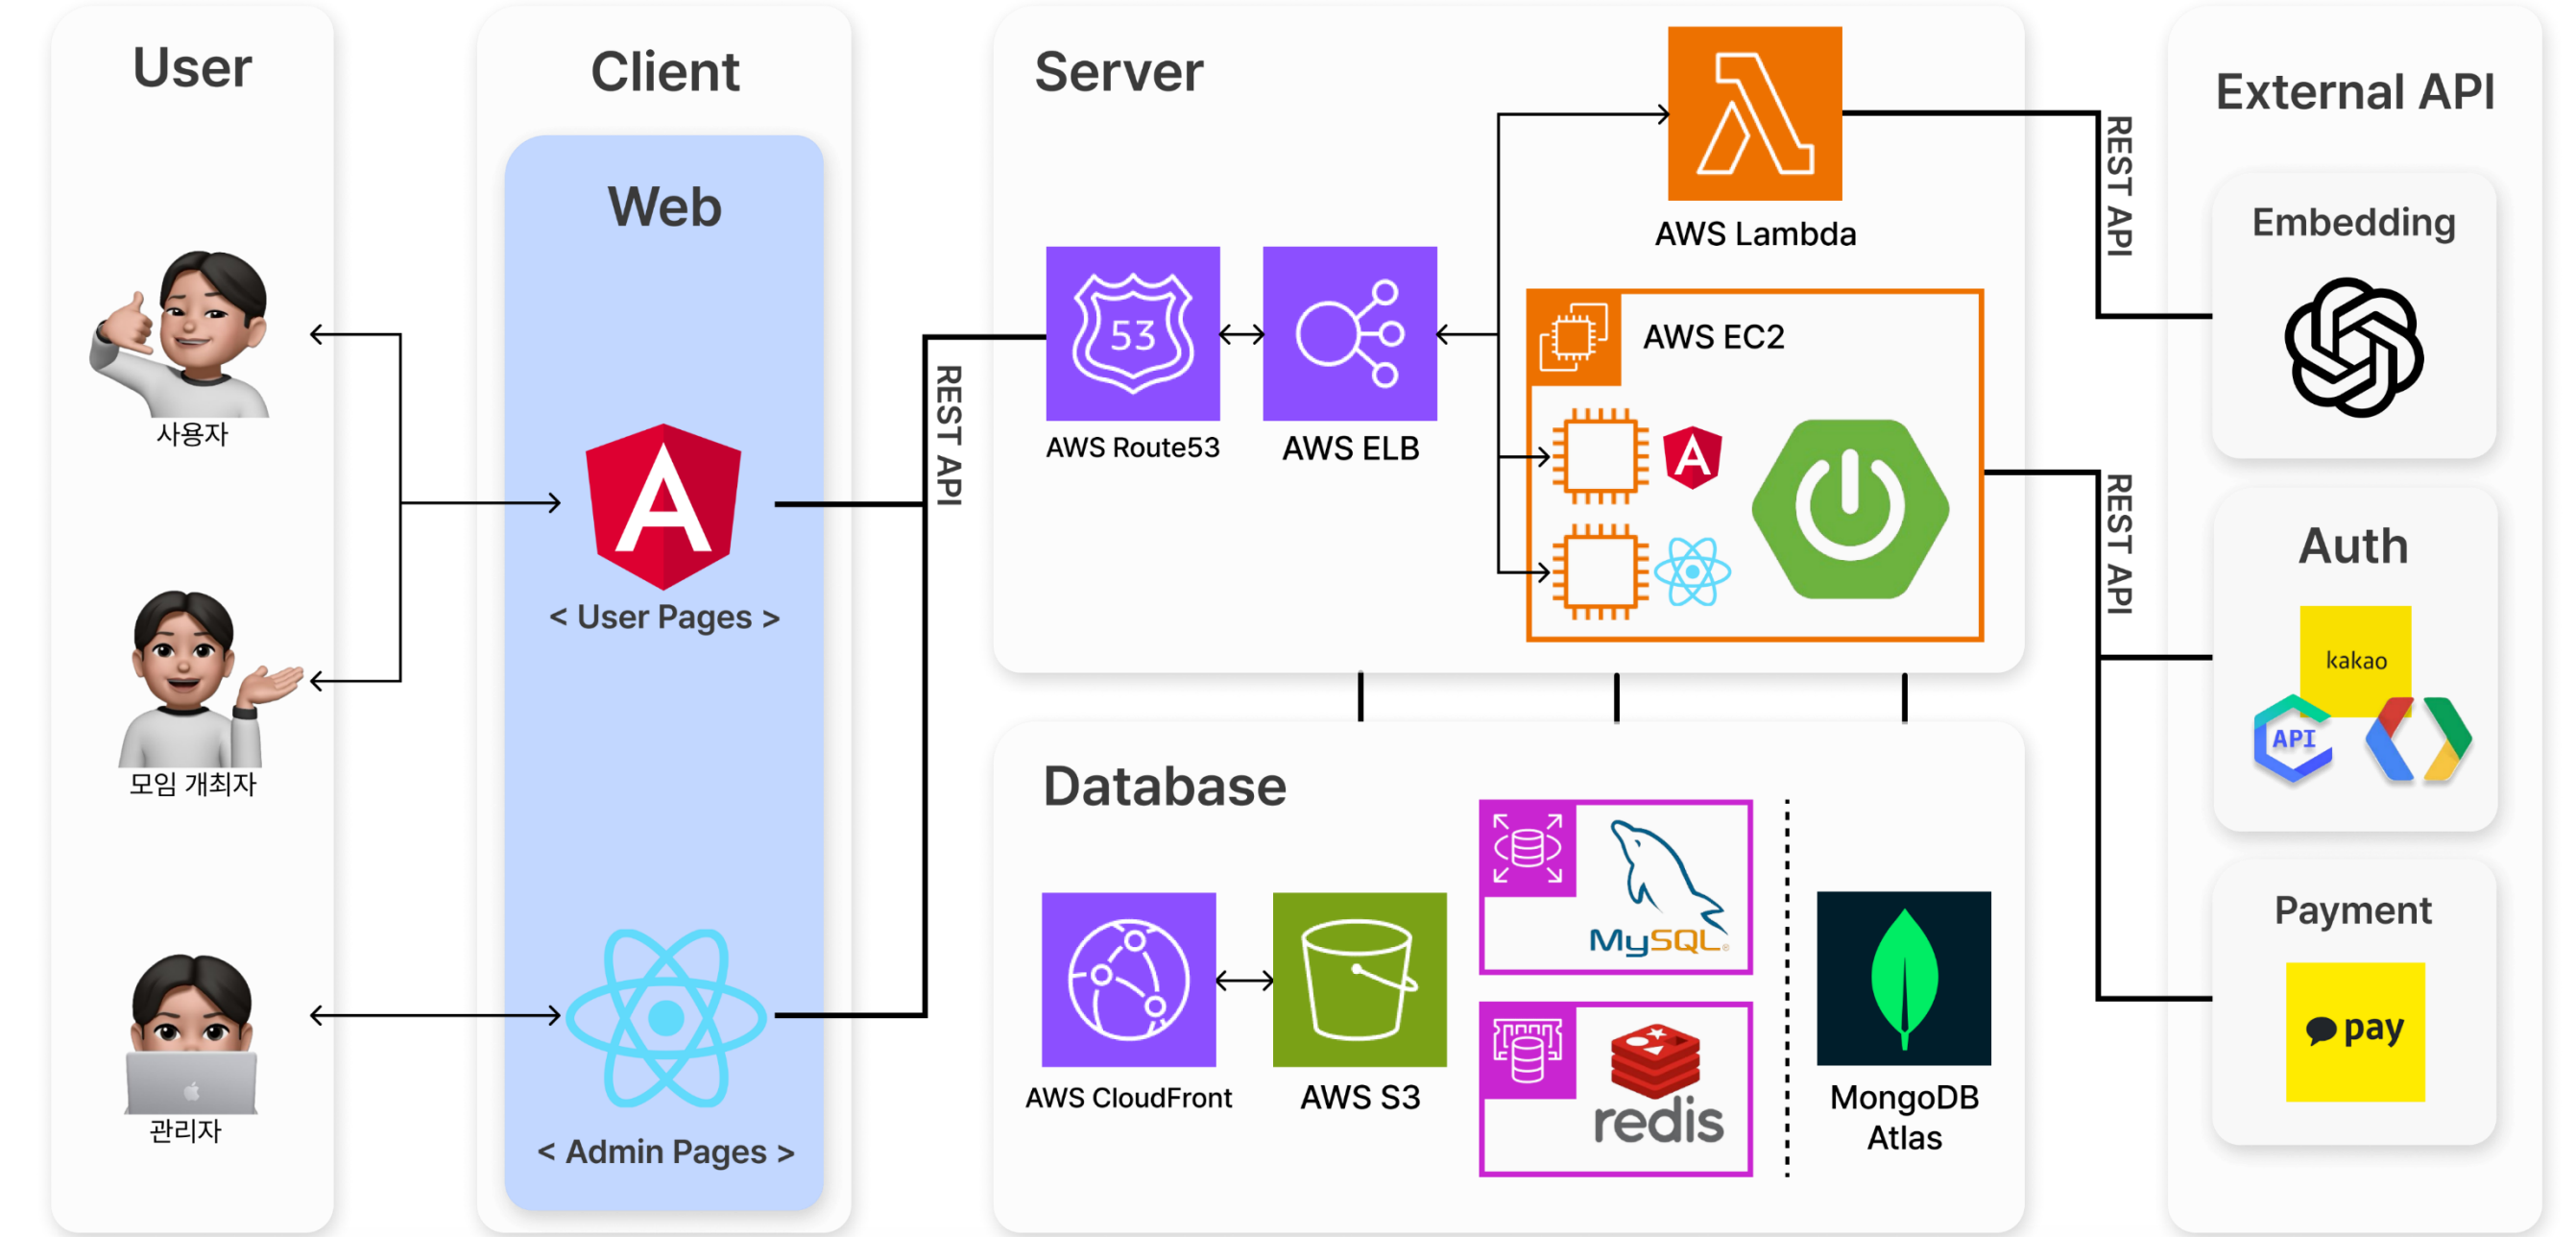 User
사용자
모임 개최자
관리자
Client
Web
< User Pages >
< Admin Pages >
REST API
Server
53
AWS Route53
AWS ELB
AWS Lambda
AWS EC2
Database
AWS CloudFront
AWS S3
MySQL®
redis
MongoDB
Atlas
REST API
REST API
External API
Embedding
Auth
kakao
API
Payment
pay